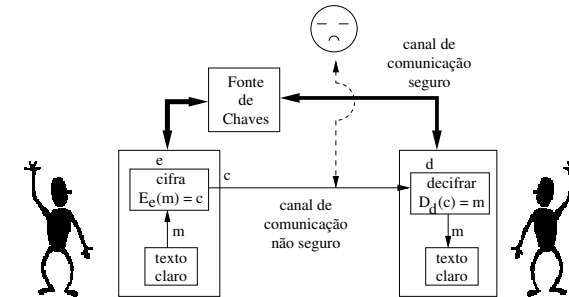 canal de
comunicação
seguro
Fonte
de
Chaves
e
cifra
Ee(m) = c
m
texto
claro
c
canal de
comunicação
não seguro
d
decifrar
Dd(c) = m
m
texto
claro